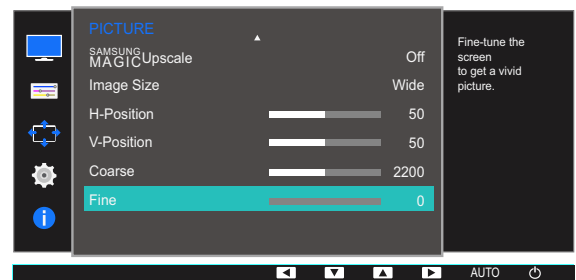 PICTURE
SAMSUNG
MAGICUpscale Off
Image Size Wide
H-Position 50
V-Position 50
Coarse 2200
Fine 0
Fine-tune the
screen
to get a vivid
picture.
AUTO